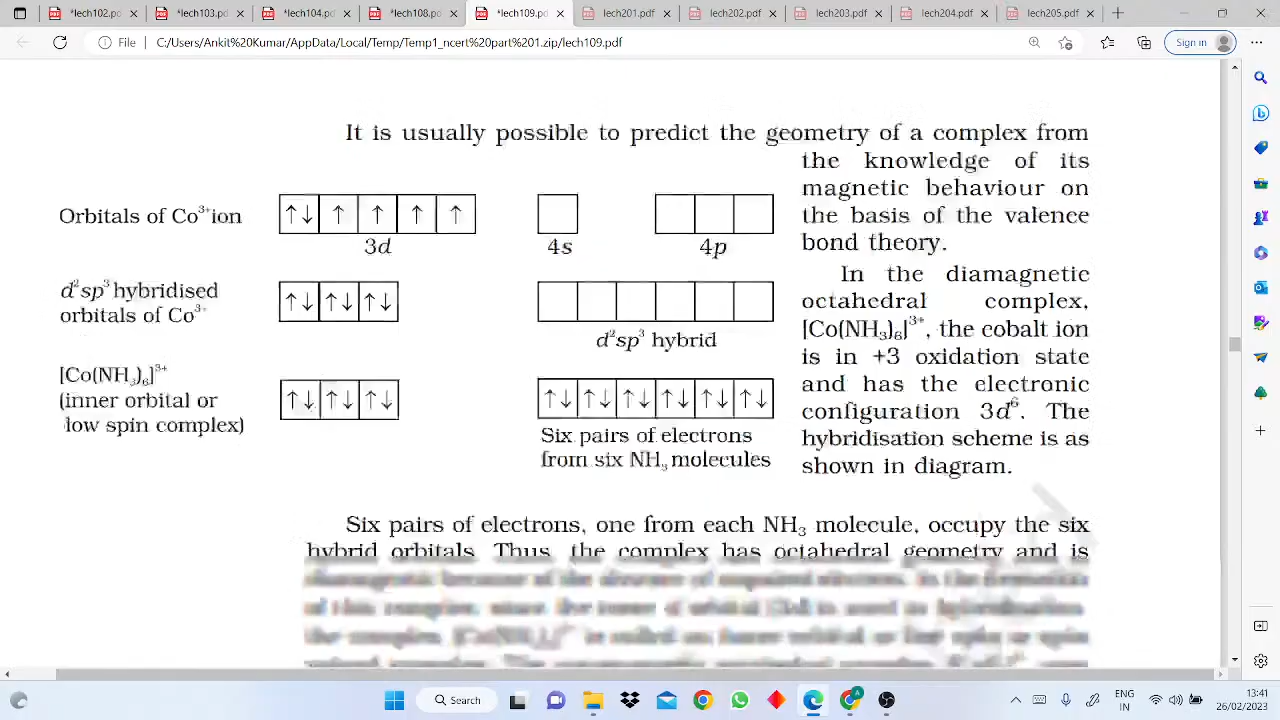 *lech102.pdf
*lech103.pdf
*lech104.pdf
*lech108.pdf
*lech109.pdf
lech201.pdf
lech202.pdf
lech203.pdf
lech204.pdf
lech205.pdf
File C:/Users/Ankit%20Kumar/AppData/Local/Temp/Temp1_ncert%20part%201.zip/lech109.pdf
Sign in
It is usually possible to predict the geometry of a complex from
the knowledge of its
magnetic behaviour on
the basis of the valence
bond theory.
In the diamagnetic
octahedral complex,
[Co(NH₃)₆]³⁺, the cobalt ion
is in +3 oxidation state
and has the electronic
configuration 3d⁶. The
hybridisation scheme is as
shown in diagram.
Orbitals of Co³⁺ion
↑↓ ↑ ↑ ↑ ↑
3d
4s
4p
d²sp³ hybridised
orbitals of Co³⁺
↑↓ ↑↓ ↑↓
d²sp³ hybrid
[Co(NH₃)₆]³⁺
(inner orbital or
low spin complex)
↑↓ ↑↓ ↑↓
↑↓ ↑↓ ↑↓ ↑↓ ↑↓ ↑↓
Six pairs of electrons
from six NH₃ molecules
Six pairs of electrons, one from each NH₃ molecule, occupy the six
hybrid orbitals. Thus, the complex has octahedral geometry and is
Search
ENG
IN
13:41
26/02/2023